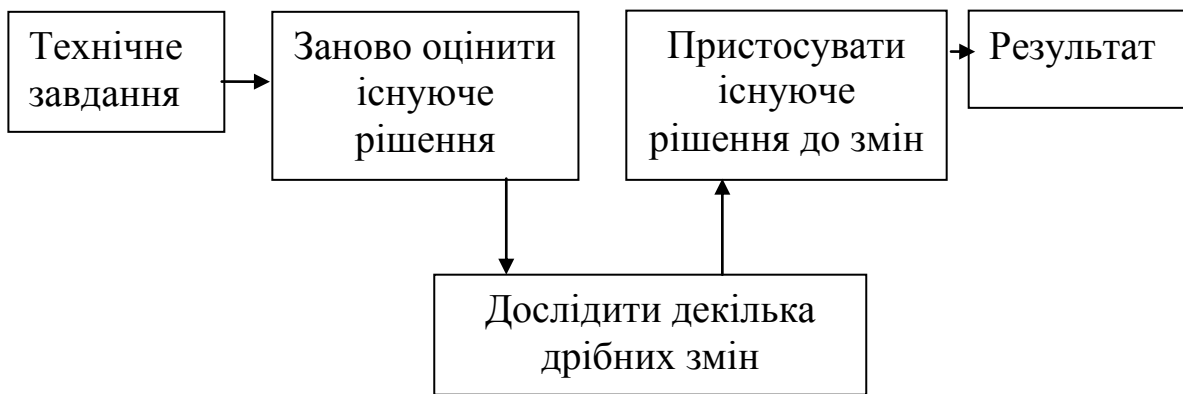 Технічне
завдання
Заново оцінити
існуюче
рішення
Дослідити декілька
дрібних змін
Пристосувати
існуюче
рішення до змін
Результат